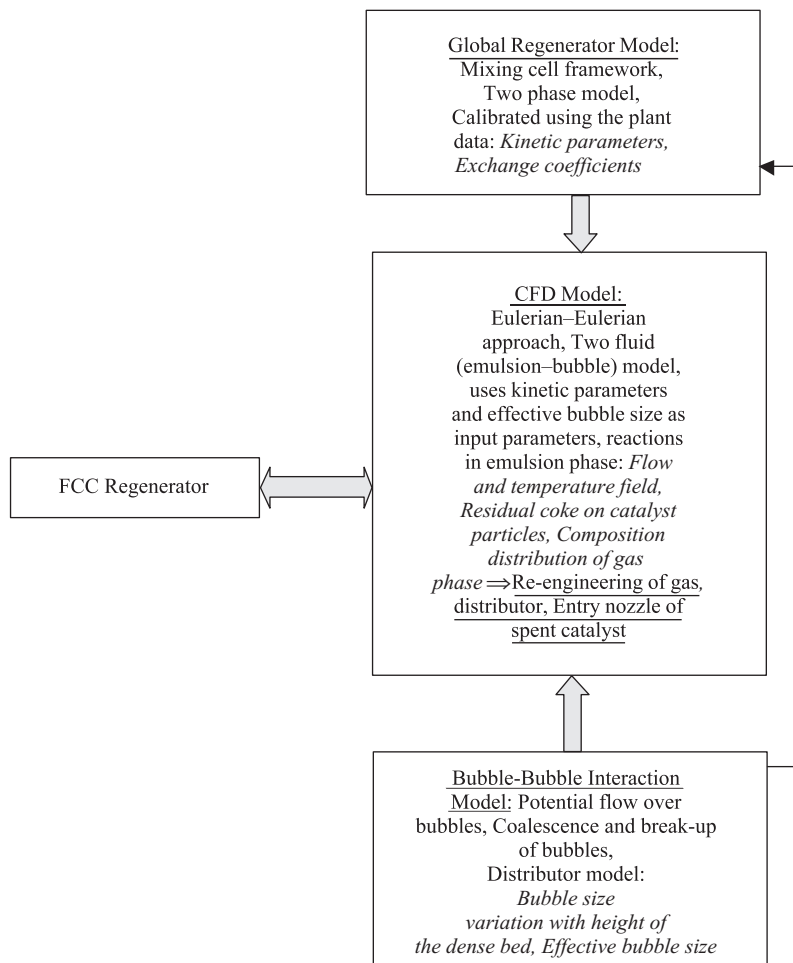 Global Regenerator Model:
Mixing cell framework,
Two phase model,
Calibrated using the plant
data: Kinetic parameters,
Exchange coefficients
CFD Model:
Eulerian–Eulerian
approach, Two fluid
(emulsion–bubble) model,
uses kinetic parameters
and effective bubble size as
input parameters, reactions
in emulsion phase: Flow
and temperature field,
Residual coke on catalyst
particles, Composition
distribution of gas
phase ⟹ Re-engineering of gas,
distributor, Entry nozzle of
spent catalyst
FCC Regenerator
Bubble-Bubble Interaction
Model: Potential flow over
bubbles, Coalescence and break-up
of bubbles,
Distributor model:
Bubble size
variation with height of
the dense bed, Effective bubble size